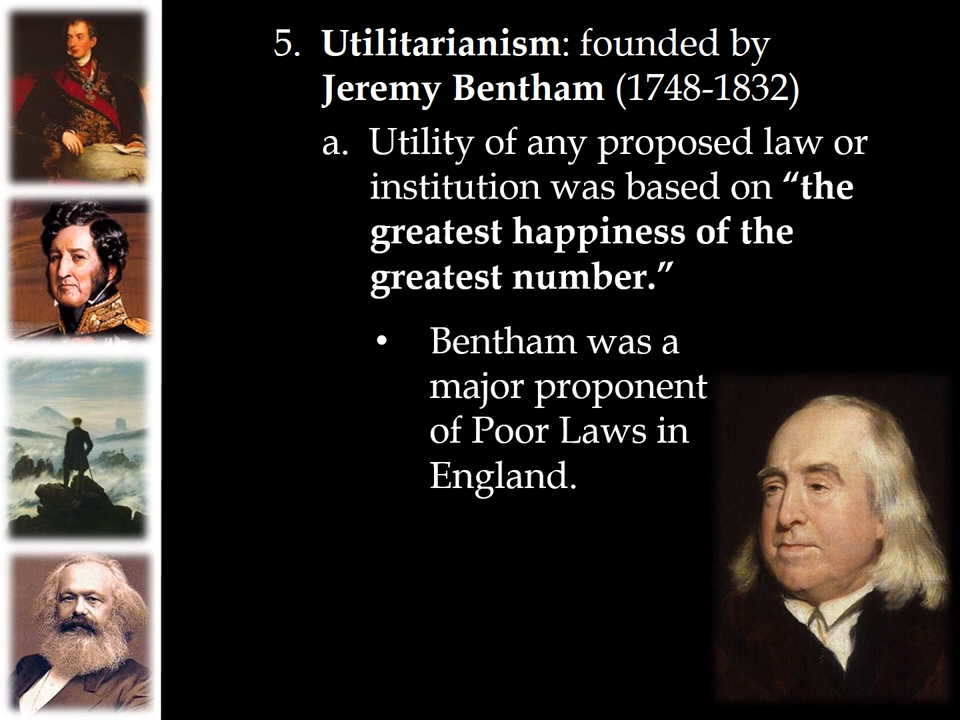 5. Utilitarianism: founded by
Jeremy Bentham (1748-1832)
a. Utility of any proposed law or
institution was based on “the
greatest happiness of the
greatest number.”
• Bentham was a
major proponent
of Poor Laws in
England.